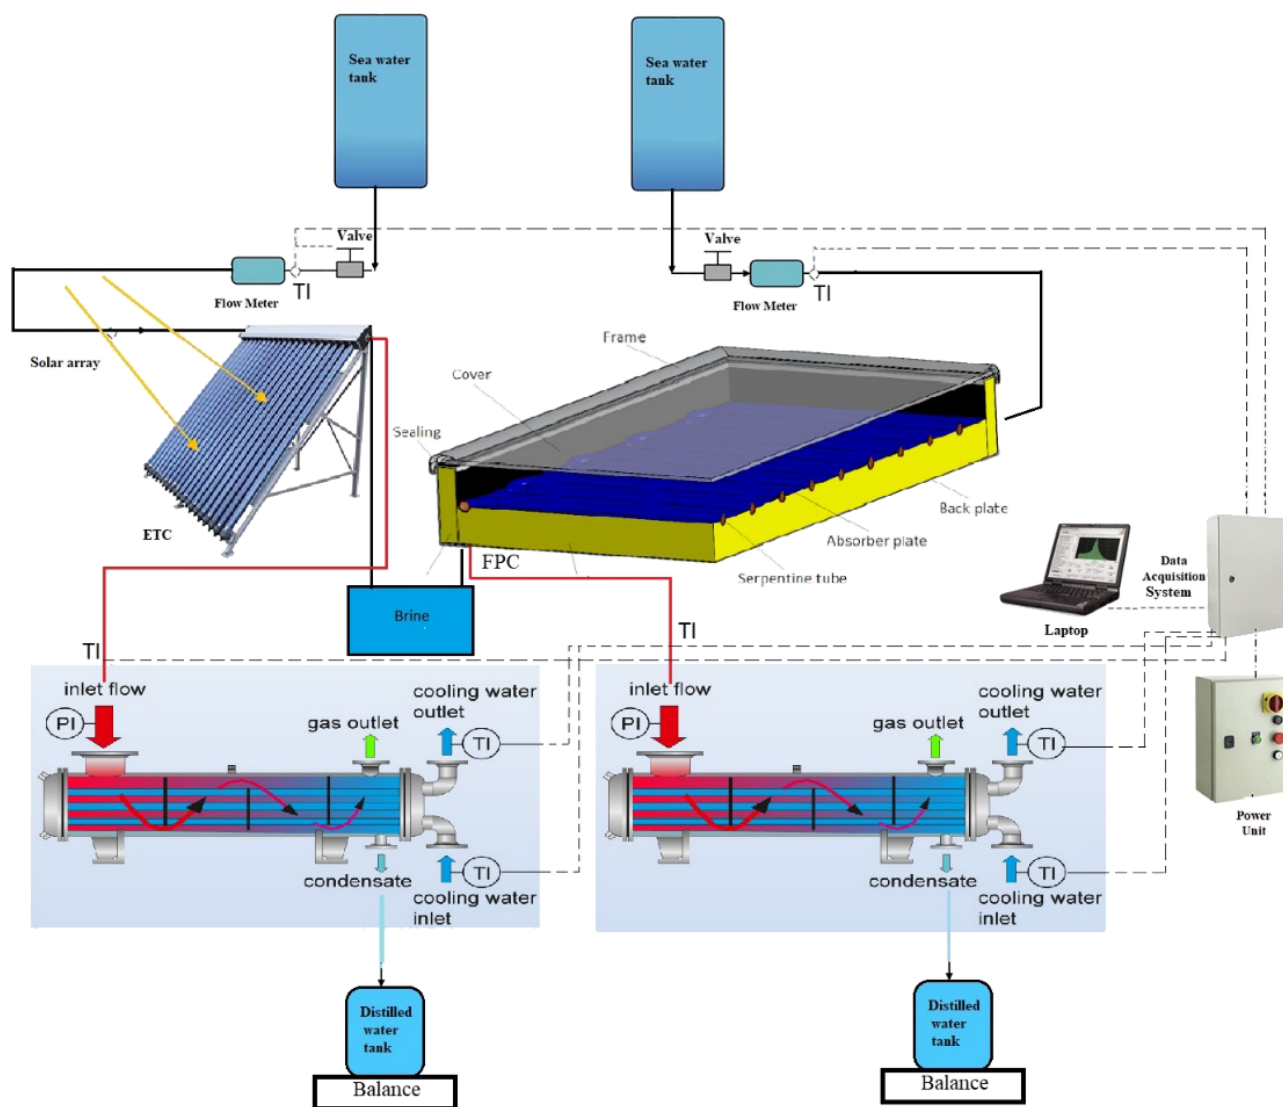 Sea water
tank
Sea water
tank
Valve
Valve
TI
Flow Meter
TI
Flow Meter
Solar array
Frame
Cover
Sealing
ETC
FPC
Back plate
Absorber plate
Serpentine tube
Data
Acquisition
System
Laptop
Brine
TI
TI
inlet flow
PI
gas outlet
cooling water
outlet
TI
condensate
TI
cooling water
inlet
inlet flow
PI
gas outlet
cooling water
outlet
TI
condensate
TI
cooling water
inlet
Power
Unit
Distilled
water
tank
Balance
Distilled
water
tank
Balance